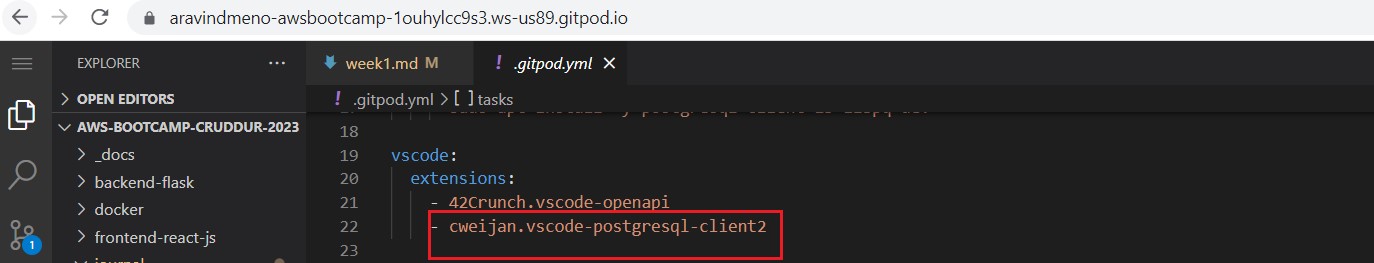 aravindmeno-awsbootcamp-1ouhylcc9s3.ws-us89.gitpod.io
EXPLORER ...
week1.md M
! .gitpod.yml ×
OPEN EDITORS
! .gitpod.yml > [ ] tasks
AWS-BOOTCAMP-CRUDDUR-2023
_docs
backend-flask
docker
frontend-react-js
18
19 vscode:
20 extensions:
21 - 42Crunch.vscode-openapi
22 - cweijan.vscode-postgresql-client2
23
1